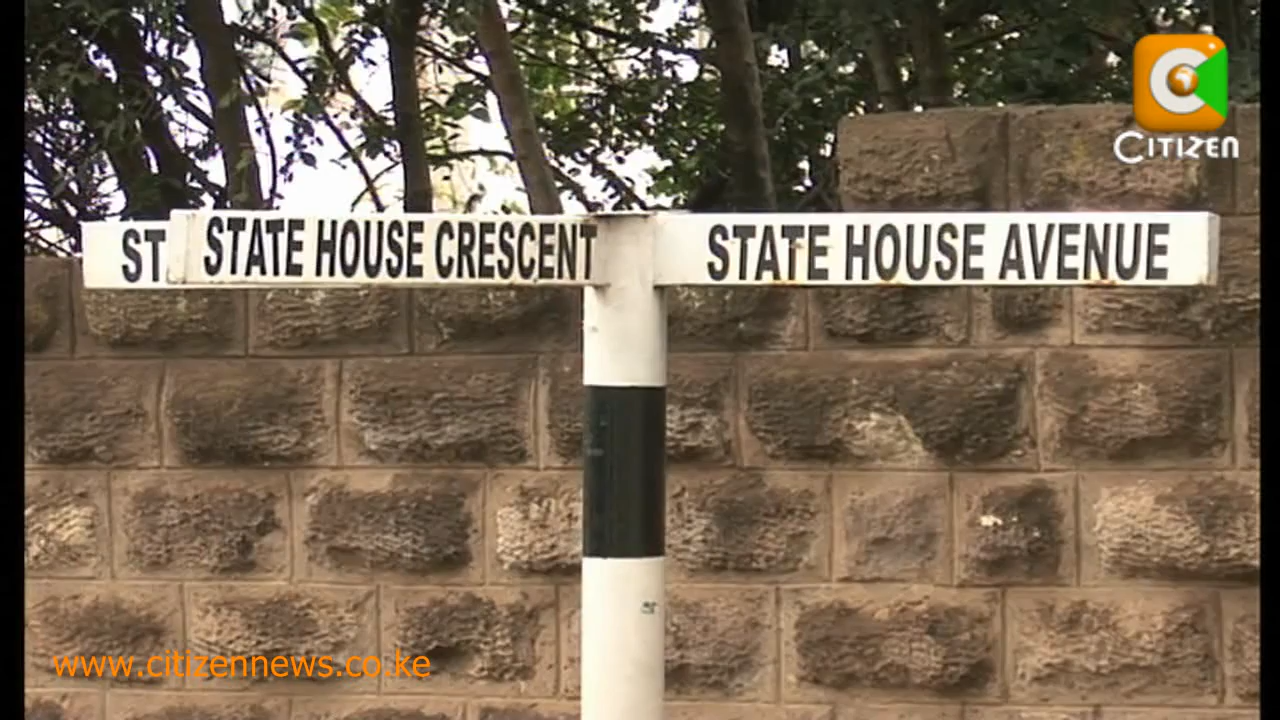 CITIZEN
ST
STATE HOUSE CRESCENT
STATE HOUSE AVENUE
www.citizennews.co.ke